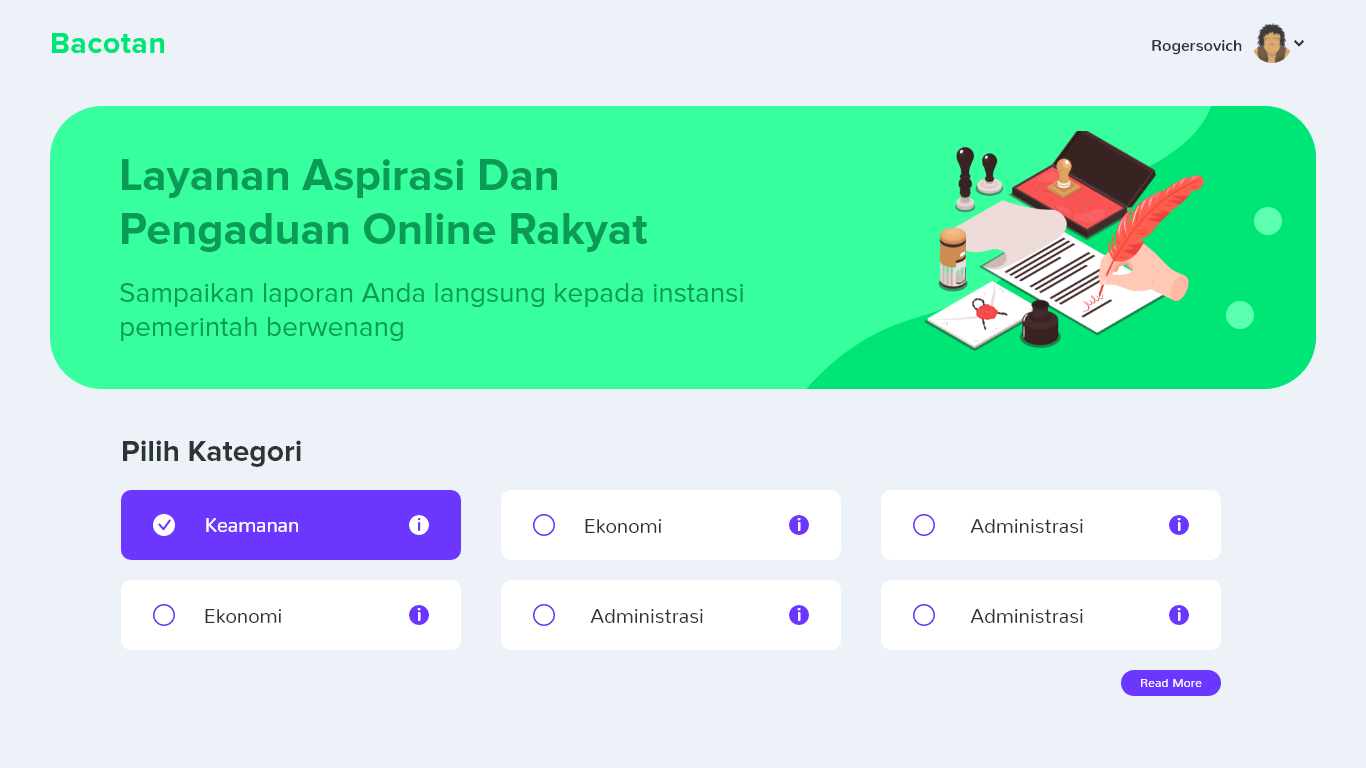 Bacotan
Rogersovich
Layanan Aspirasi Dan
Pengaduan Online Rakyat
Sampaikan laporan Anda langsung kepada instansi
pemerintah berwenang
Pilih Kategori
Keamanan
Ekonomi
Administrasi
Ekonomi
Administrasi
Administrasi
Read More